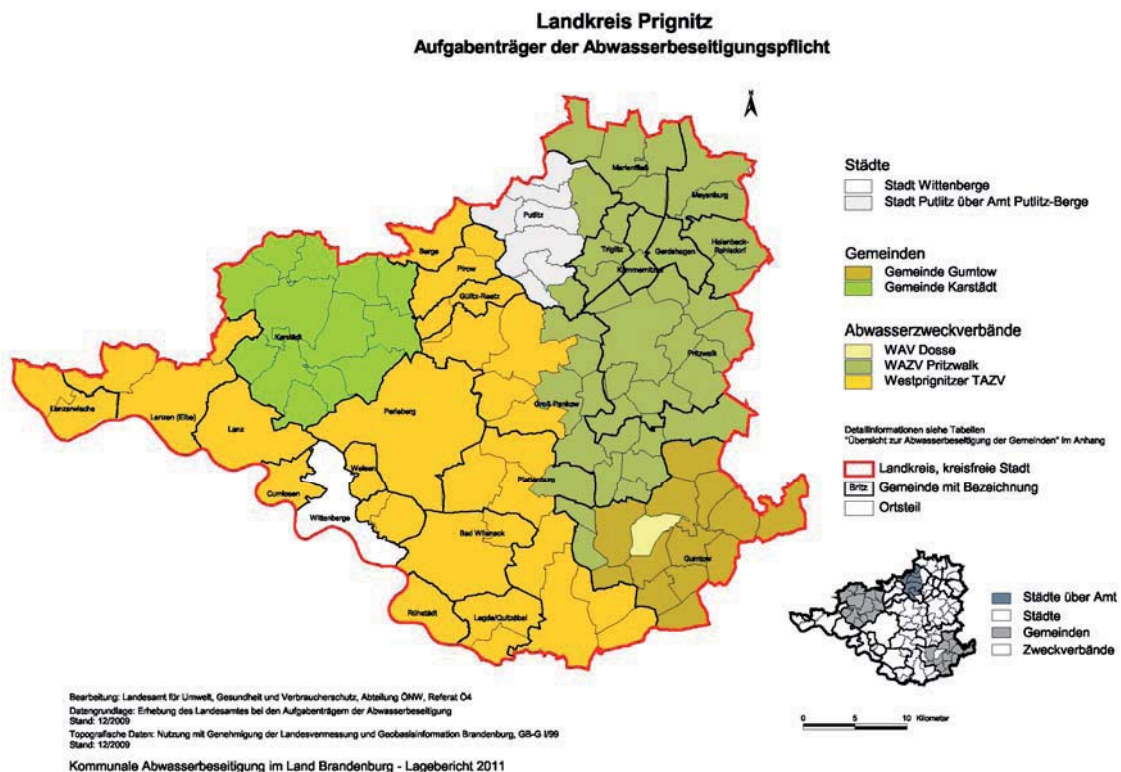 Landkreis Prignitz
Aufgabenträger der Abwasserbeseitigungspflicht
N
Marienfließ
Meyenburg
Putlitz
Triglitz
Gerdshagen
Halenbeck-
Rohlsdorf
Kümmernitztal
Berge
Pirow
Gülitz-Reetz
Karstädt
Pritzwalk
Lenzerwische
Lenzen (Elbe)
Lanz
Perleberg
Groß Pankow
Weisen
Cumlosen
Plattenburg
Wittenberge
Bad Wilsnack
Gumtow
Rühstädt
Legde/Quitzöbel
Städte
Stadt Wittenberge
Stadt Putlitz über Amt Putlitz-Berge
Gemeinden
Gemeinde Gumtow
Gemeinde Karstädt
Abwasserzweckverbände
WAV Dosse
WAZV Pritzwalk
Westprignitzer TAZV
Detailinformationen siehe Tabellen
"Übersicht zur Abwasserbeseitigung der Gemeinden" im Anhang
Landkreis, kreisfreie Stadt
Britz Gemeinde mit Bezeichnung
Ortsteil
Städte über Amt
Städte
Gemeinden
Zweckverbände
0 5 10 Kilometer
Bearbeitung: Landesamt für Umwelt, Gesundheit und Verbraucherschutz, Abteilung ÖNW, Referat Ö4
Datengrundlage: Erhebung des Landesamtes bei den Aufgabenträgern der Abwasserbeseitigung
Stand: 12/2009
Topografische Daten: Nutzung mit Genehmigung der Landesvermessung und Geobasisinformation Brandenburg, GB-G I/99
Stand: 12/2009
Kommunale Abwasserbeseitigung im Land Brandenburg - Lagebericht 2011